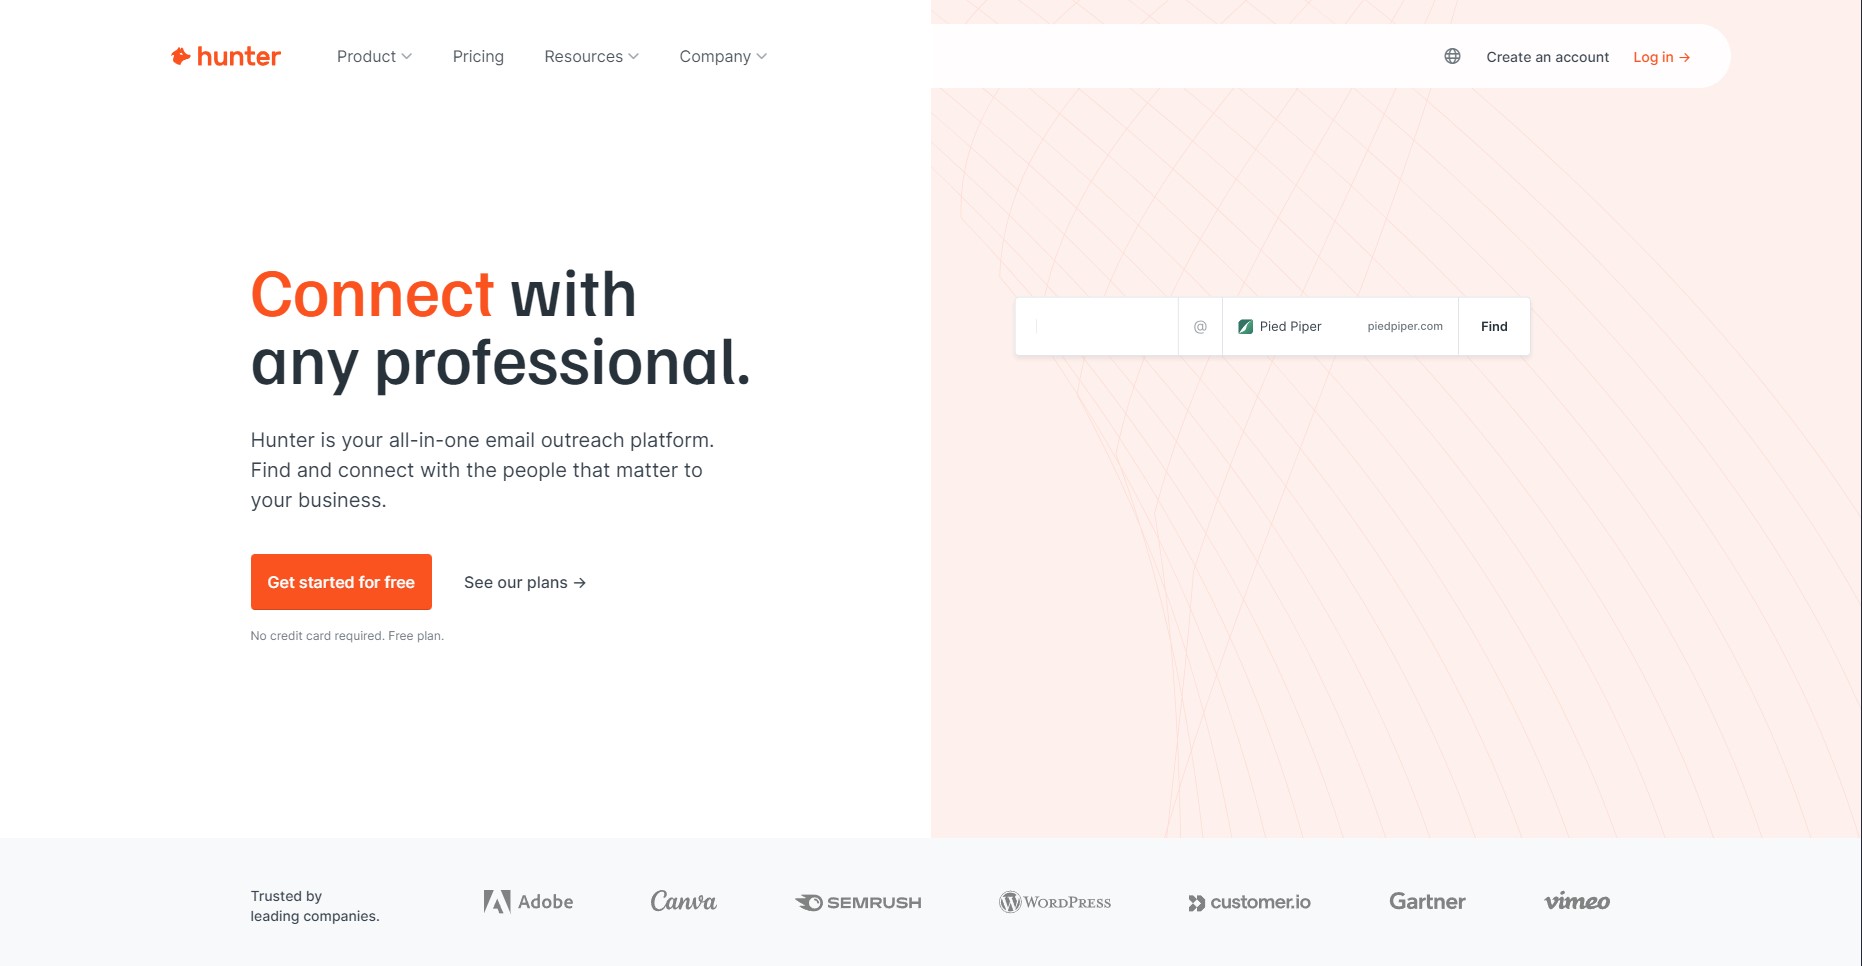 hunter
Product
Pricing
Resources
Company
Create an account
Log in →
Connect with
any professional.
Hunter is your all-in-one email outreach platform.
Find and connect with the people that matter to
your business.
Get started for free
See our plans →
No credit card required. Free plan.
@
Pied Piper
piedpiper.com
Find
Trusted by
leading companies.
Adobe
Canva
SEMRUSH
WORDPRESS
customer.io
Gartner
vimeo